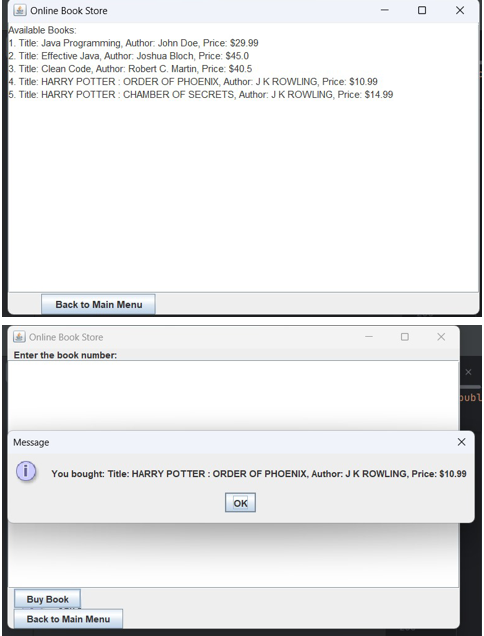 Online Book Store
Available Books:
1. Title: Java Programming, Author: John Doe, Price: $29.99
2. Title: Effective Java, Author: Joshua Bloch, Price: $45.0
3. Title: Clean Code, Author: Robert C. Martin, Price: $40.5
4. Title: HARRY POTTER : ORDER OF PHOENIX, Author: J K ROWLING, Price: $10.99
5. Title: HARRY POTTER : CHAMBER OF SECRETS, Author: J K ROWLING, Price: $14.99
Back to Main Menu
Online Book Store
Enter the book number:
publ
Message
You bought: Title: HARRY POTTER : ORDER OF PHOENIX, Author: J K ROWLING, Price: $10.99
OK
Buy Book
Back to Main Menu